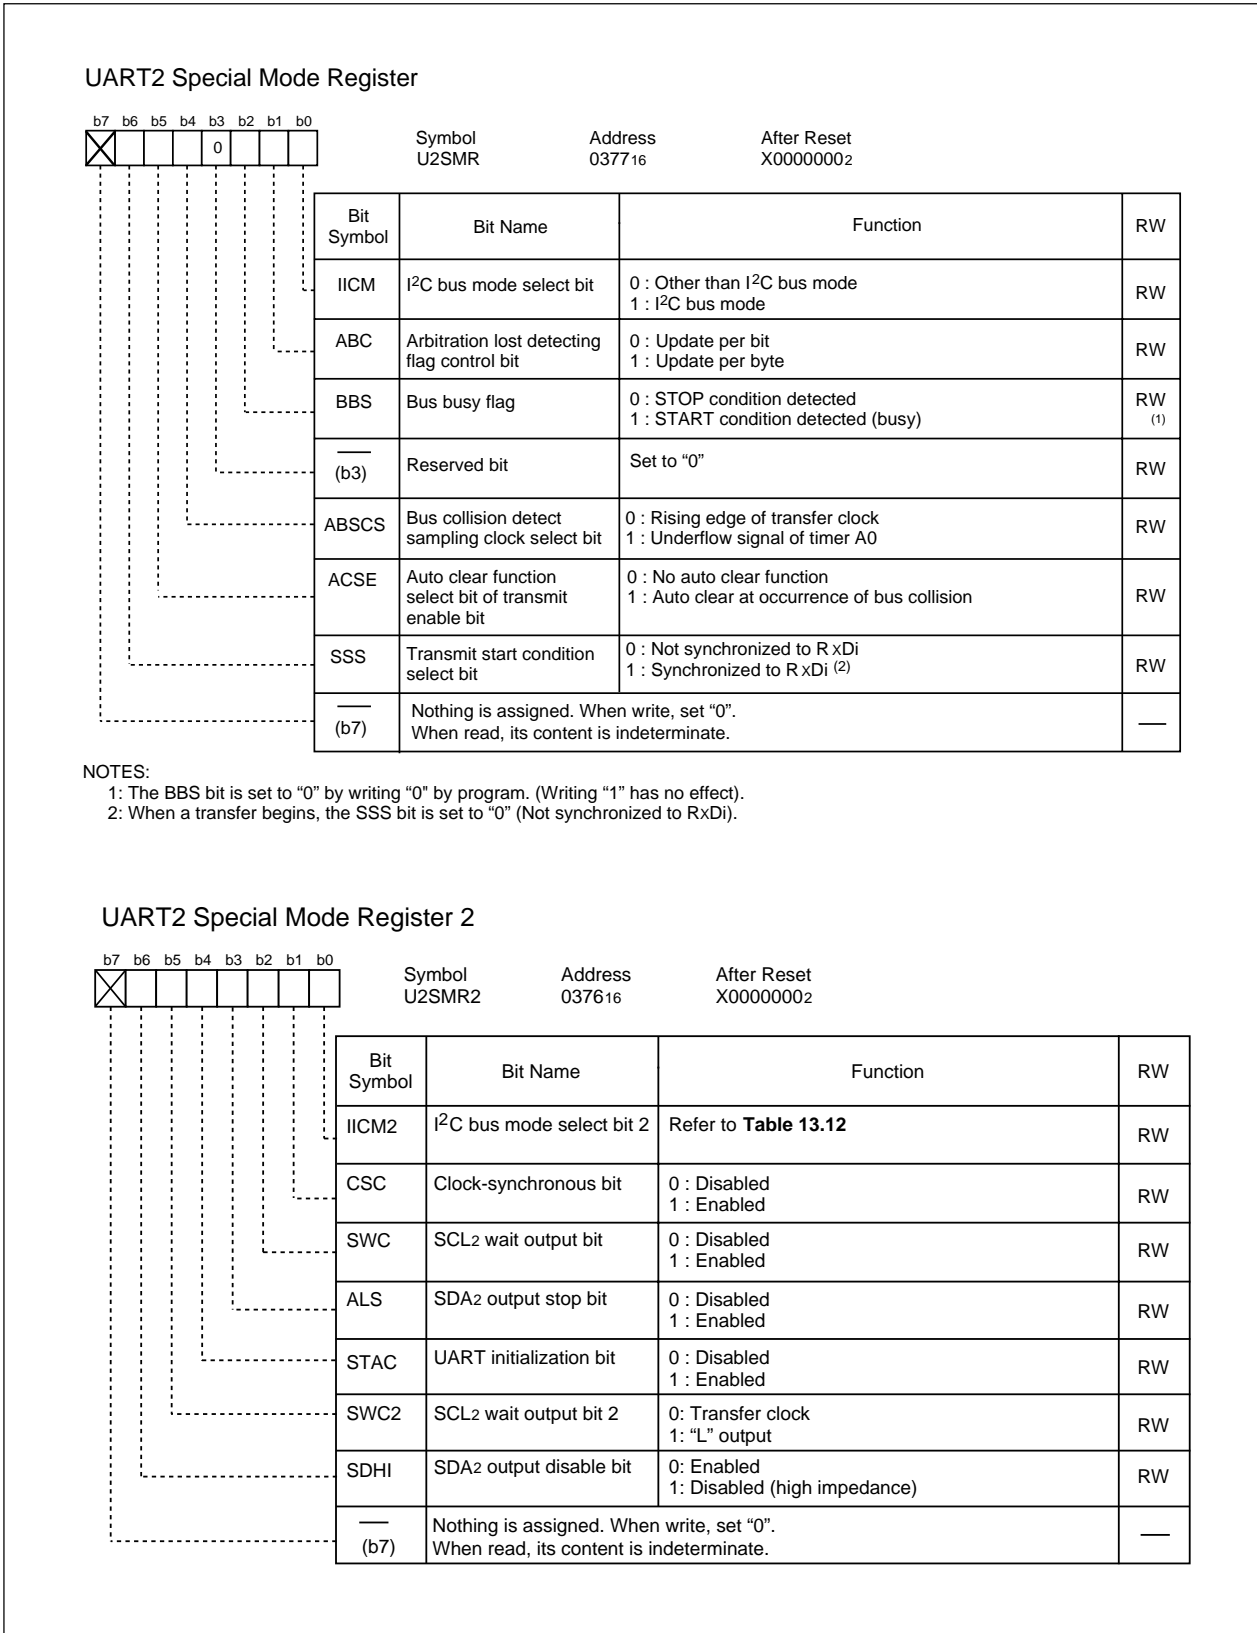 UART2 Special Mode Register
b7 b6 b5 b4 b3 b2 b1 b0
0
Symbol Address After Reset
U2SMR 037716 X00000002
Bit Symbol Bit Name Function RW
IICM I2C bus mode select bit 0 : Other than I2C bus mode
1 : I2C bus mode RW
ABC Arbitration lost detecting 0 : Update per bit
flag control bit 1 : Update per byte RW
BBS Bus busy flag 0 : STOP condition detected RW
1 : START condition detected (busy) (1)
(b3) Reserved bit Set to “0” RW
ABSCS Bus collision detect 0 : Rising edge of transfer clock
sampling clock select bit 1 : Underflow signal of timer A0 RW
ACSE Auto clear function 0 : No auto clear function
select bit of transmit 1 : Auto clear at occurrence of bus collision RW
enable bit
SSS Transmit start condition 0 : Not synchronized to RXDi
select bit 1 : Synchronized to RXDi (2) RW
(b7) Nothing is assigned. When write, set “0”.
When read, its content is indeterminate. —
NOTES:
1: The BBS bit is set to “0” by writing “0" by program. (Writing “1” has no effect).
2: When a transfer begins, the SSS bit is set to “0” (Not synchronized to RXDi).
UART2 Special Mode Register 2
b7 b6 b5 b4 b3 b2 b1 b0
Symbol Address After Reset
U2SMR2 037616 X00000002
Bit Symbol Bit Name Function RW
IICM2 I2C bus mode select bit 2 Refer to Table 13.12 RW
CSC Clock-synchronous bit 0 : Disabled
1 : Enabled RW
SWC SCL2 wait output bit 0 : Disabled
1 : Enabled RW
ALS SDA2 output stop bit 0 : Disabled
1 : Enabled RW
STAC UART initialization bit 0 : Disabled
1 : Enabled RW
SWC2 SCL2 wait output bit 2 0: Transfer clock
1: “L” output RW
SDHI SDA2 output disable bit 0: Enabled
1: Disabled (high impedance) RW
(b7) Nothing is assigned. When write, set “0”.
When read, its content is indeterminate. —